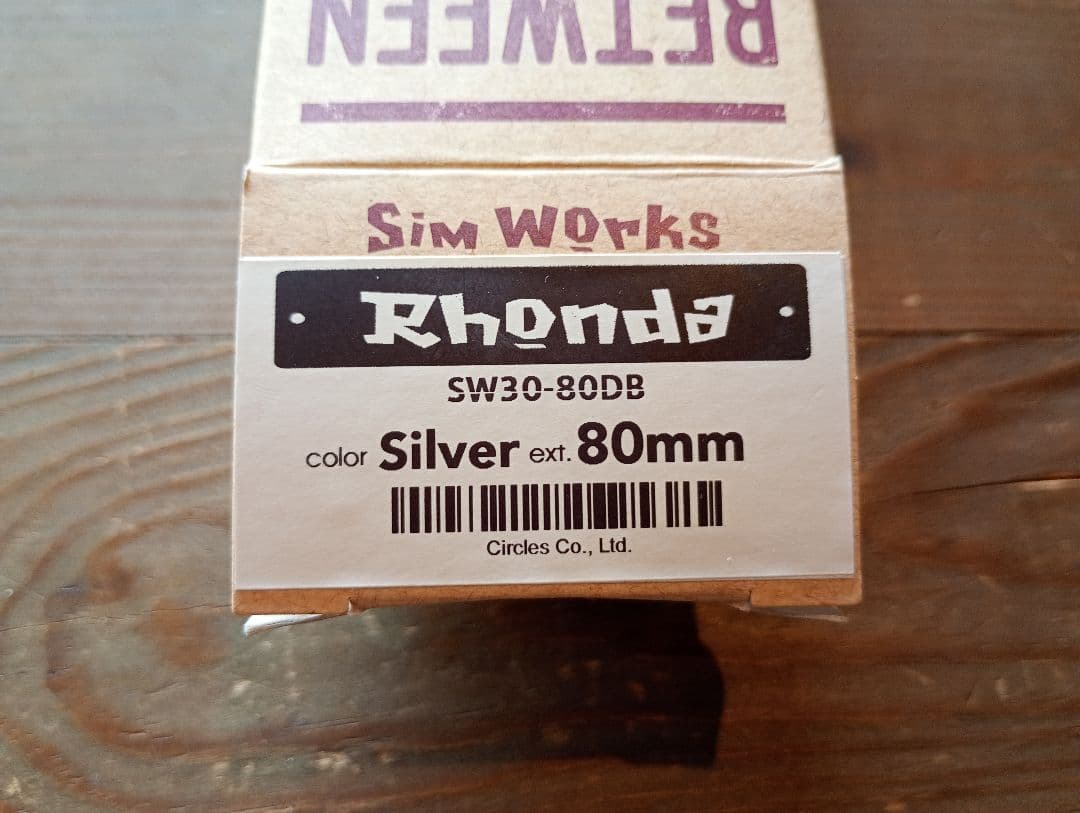 BETWEEN
SiM WOrks
Rhonda
SW30-80DB
color Silver ext. 80mm
Circles Co., Ltd.